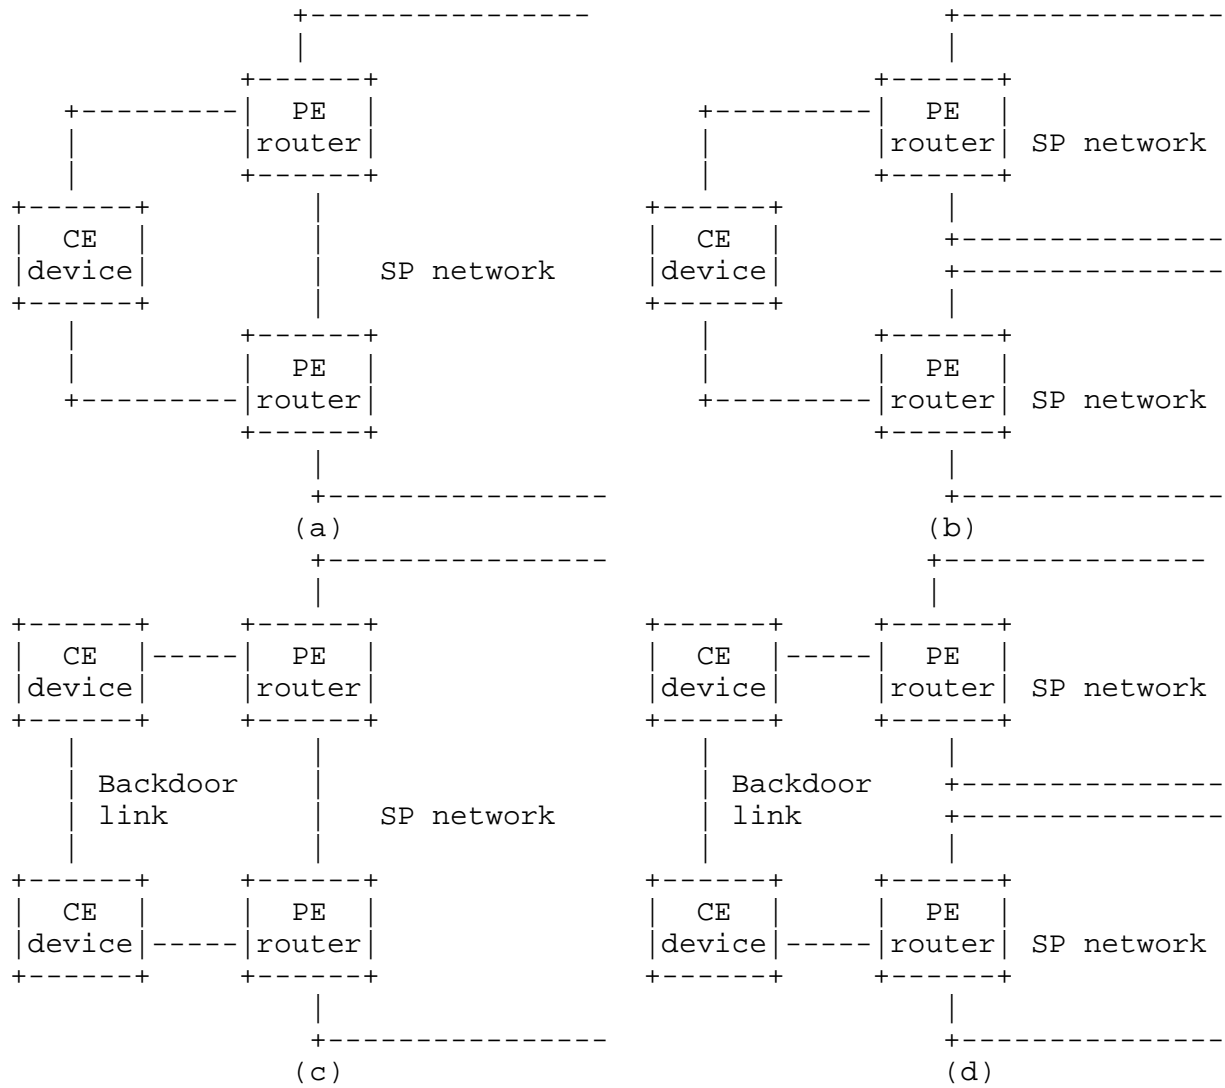 PE
router
CE
device
SP network
PE
router
(a)
PE
router
SP network
CE
device
PE
router
SP network
(b)
CE
device
PE
router
Backdoor
link
SP network
CE
device
PE
router
(c)
CE
device
PE
router
SP network
Backdoor
link
CE
device
PE
router
SP network
(d)